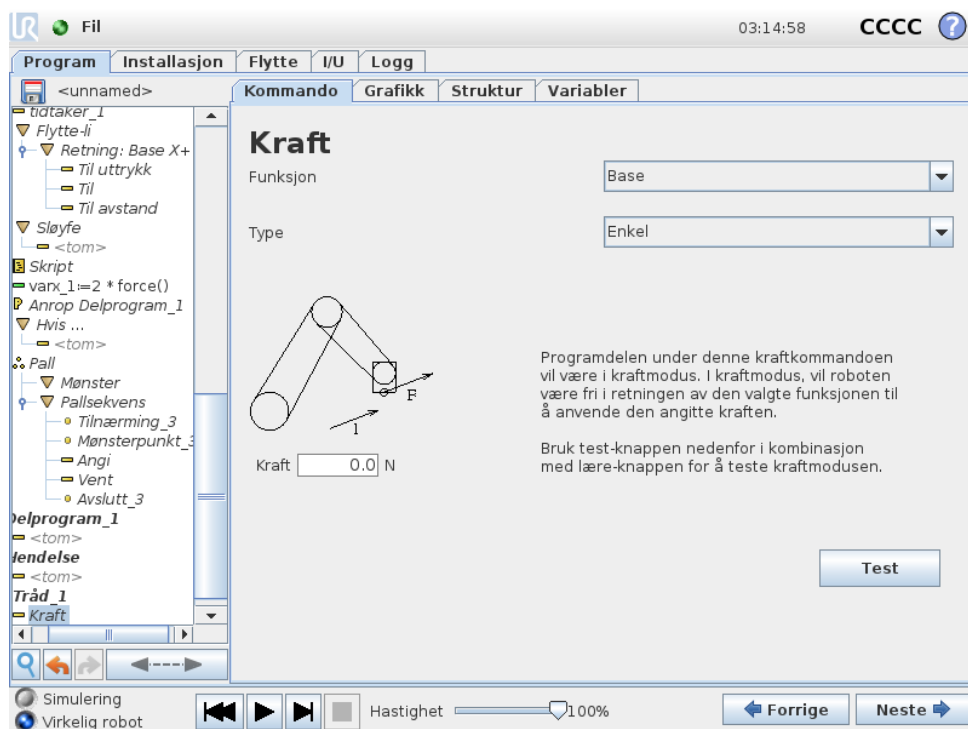 UR Fil 03:14:58 CCCC ?
Program Installasjon Flytte I/U Logg
<unnamed>
Kommando Grafikk Struktur Variabler
tidtaker_1
Flytte-li
Retning: Base X+
Til uttrykk
Til
Til avstand
Sløyfe
<tom>
Skript
varx_1:=2 * force()
Anrop Delprogram_1
Hvis ...
<tom>
Pall
Mønster
Pallsekvens
Tilnærming_3
Mønsterpunkt_3
Angi
Vent
Avslutt_3
Delprogram_1
<tom>
Hendelse
<tom>
Tråd_1
Kraft
Kraft
Funksjon Base
Type Enkel
F
l
Kraft 0.0 N
Programdelen under denne kraftkommandoen
vil være i kraftmodus. I kraftmodus, vil roboten
være fri i retningen av den valgte funksjonen til
å anvende den angitte kraften.
Bruk test-knappen nedenfor i kombinasjon
med lære-knappen for å teste kraftmodusen.
Test
Simulering
Virkelig robot
Hastighet 100%
Forrige Neste